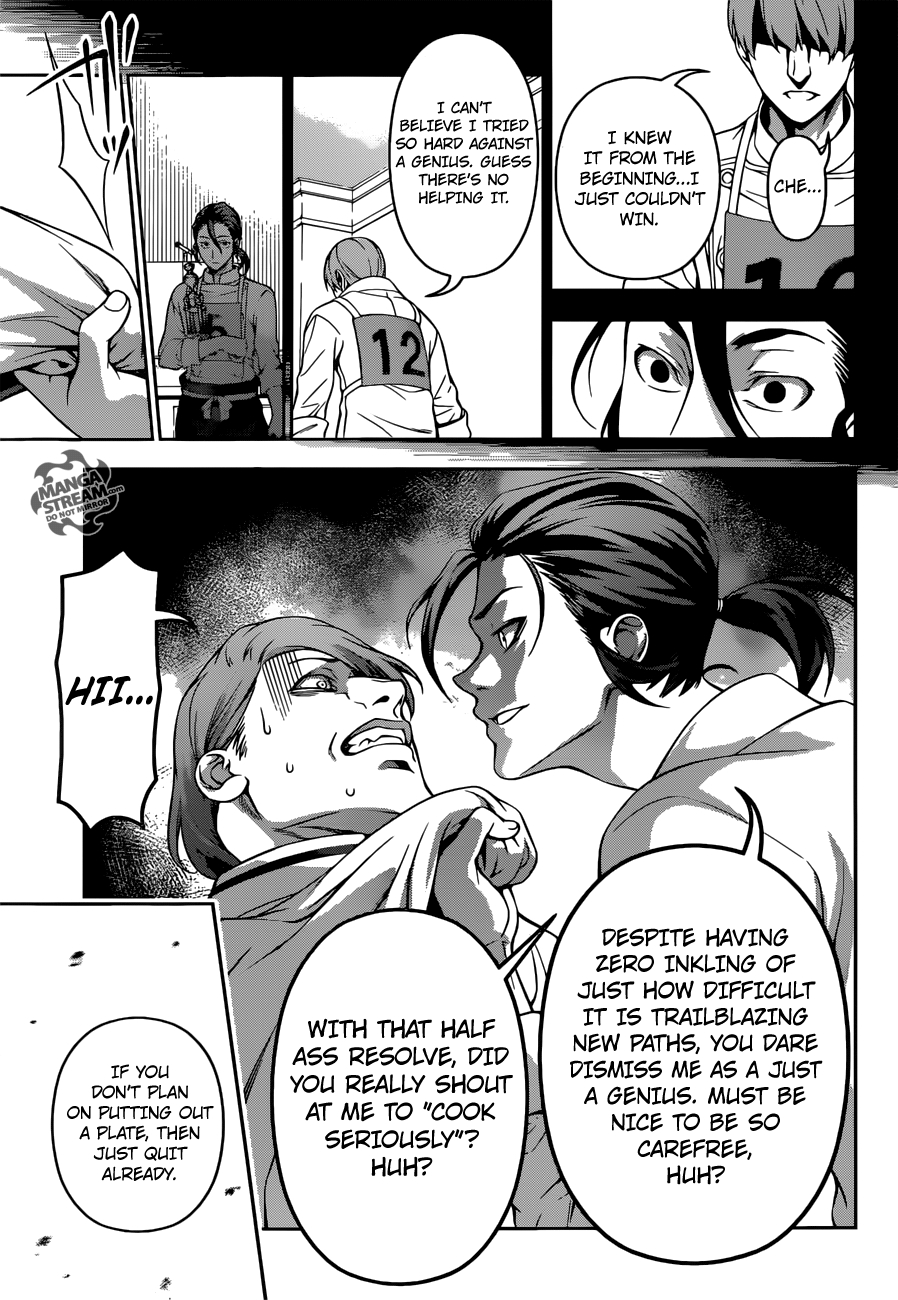 CHE...
I KNEW
IT FROM THE
BEGINNING...I
JUST COULDN'T
WIN.
12
I CAN'T
BELIEVE I TRIED
SO HARD AGAINST
A GENIUS. GUESS
THERE'S NO
HELPING IT.
12
ガ
MANGA
STREAM.com
DO NOT MIRROR
HII...
DESPITE HAVING
ZERO INKLING OF
JUST HOW DIFFICULT
IT IS TRAILBLAZING
NEW PATHS, YOU DARE
DISMISS ME AS A JUST
A GENIUS. MUST BE
NICE TO BE SO
CAREFREE,
HUH?
WITH THAT HALF
ASS RESOLVE, DID
YOU REALLY SHOUT
AT ME TO "COOK
SERIOUSLY"?
HUH?
IF YOU
DON'T PLAN
ON PUTTING OUT
A PLATE, THEN
JUST QUIT
ALREADY.